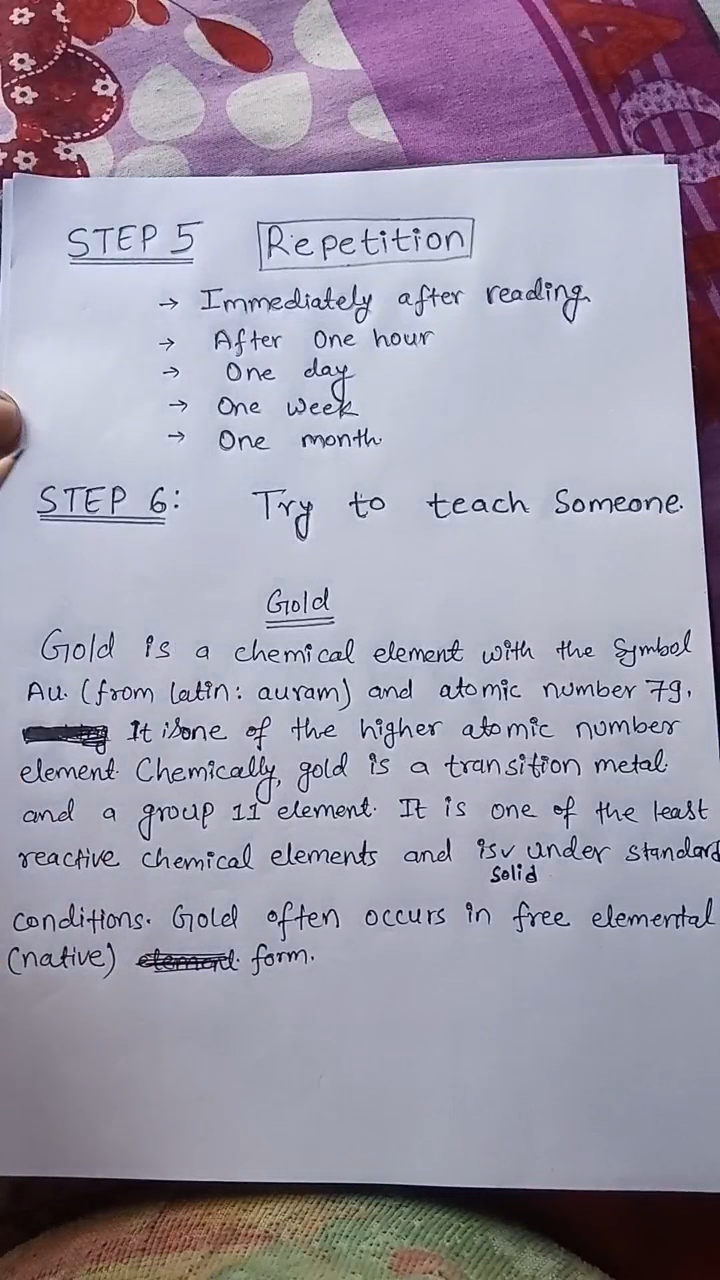 STEP 5 Repetition
→ Immediately after reading.
→ After One hour
→ One day
→ One week
→ One month.
STEP 6: Try to teach Someone.
Gold
Gold is a chemical element with the Symbol
Au. (from latin: auram) and atomic number 79.
It is one of the higher atomic number
element. Chemically, gold is a transition metal.
and a group 11 element. It is one of the least
reactive chemical elements and is solid under standard
conditions. Gold often occurs in free elemental
(native) form.